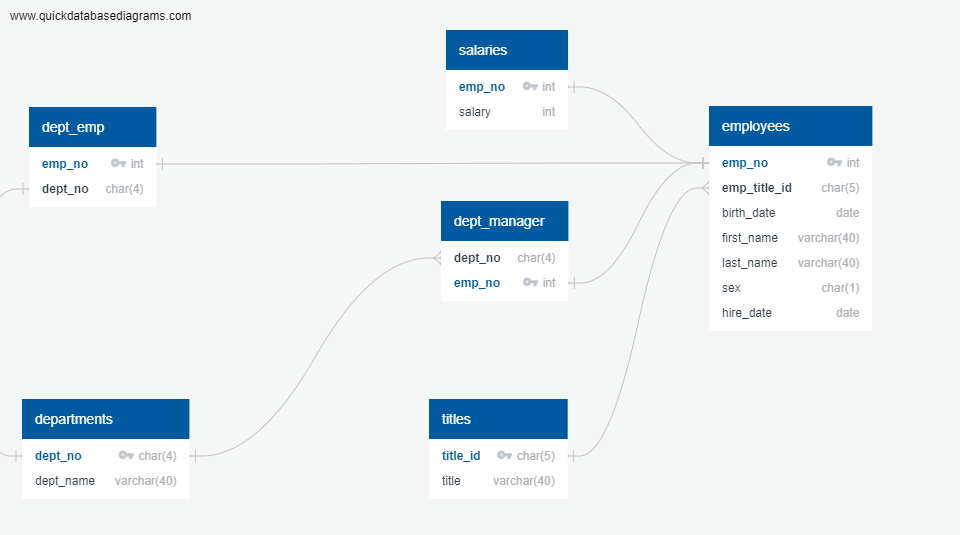 www.quickdatabasediagrams.com
salaries
emp_no int
salary int
dept_emp
emp_no int
dept_no char(4)
employees
emp_no int
emp_title_id char(5)
birth_date date
first_name varchar(40)
last_name varchar(40)
sex char(1)
hire_date date
dept_manager
dept_no char(4)
emp_no int
departments
dept_no char(4)
dept_name varchar(40)
titles
title_id char(5)
title varchar(40)